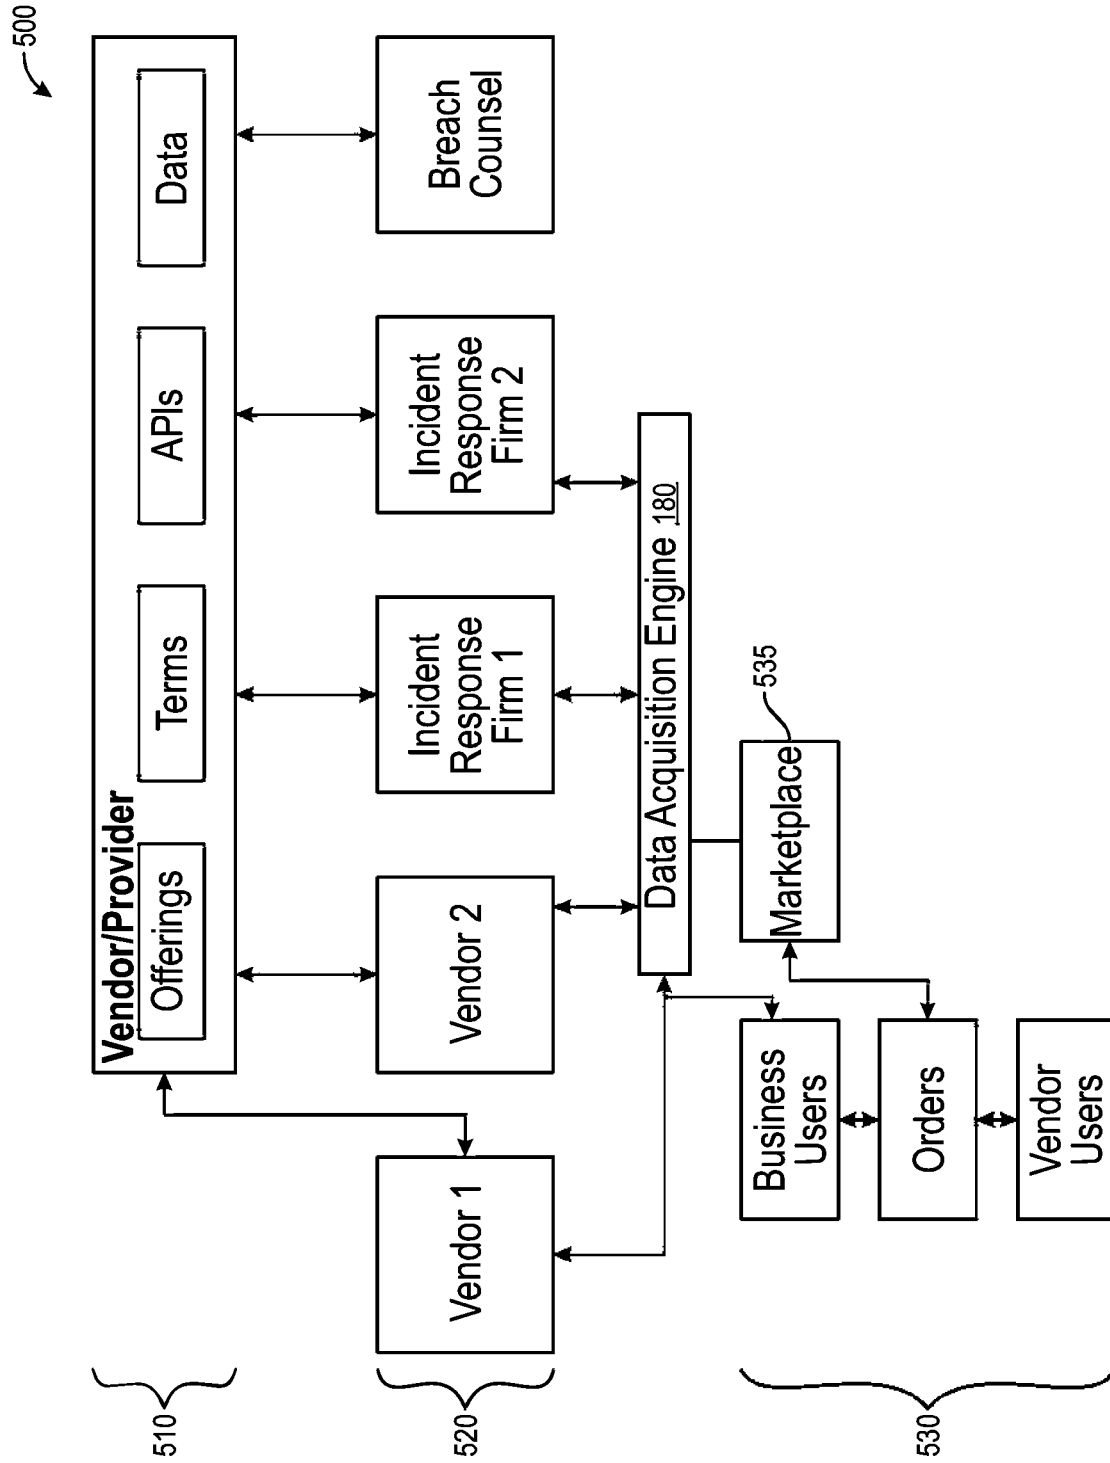 500
Vendor/Provider
Offerings
Terms
APIs
Data
510
Vendor 1
Vendor 2
Incident
Response
Firm 1
Incident
Response
Firm 2
Breach
Counsel
520
Data Acquisition Engine 180
Marketplace
535
Business
Users
Orders
Vendor
Users
530